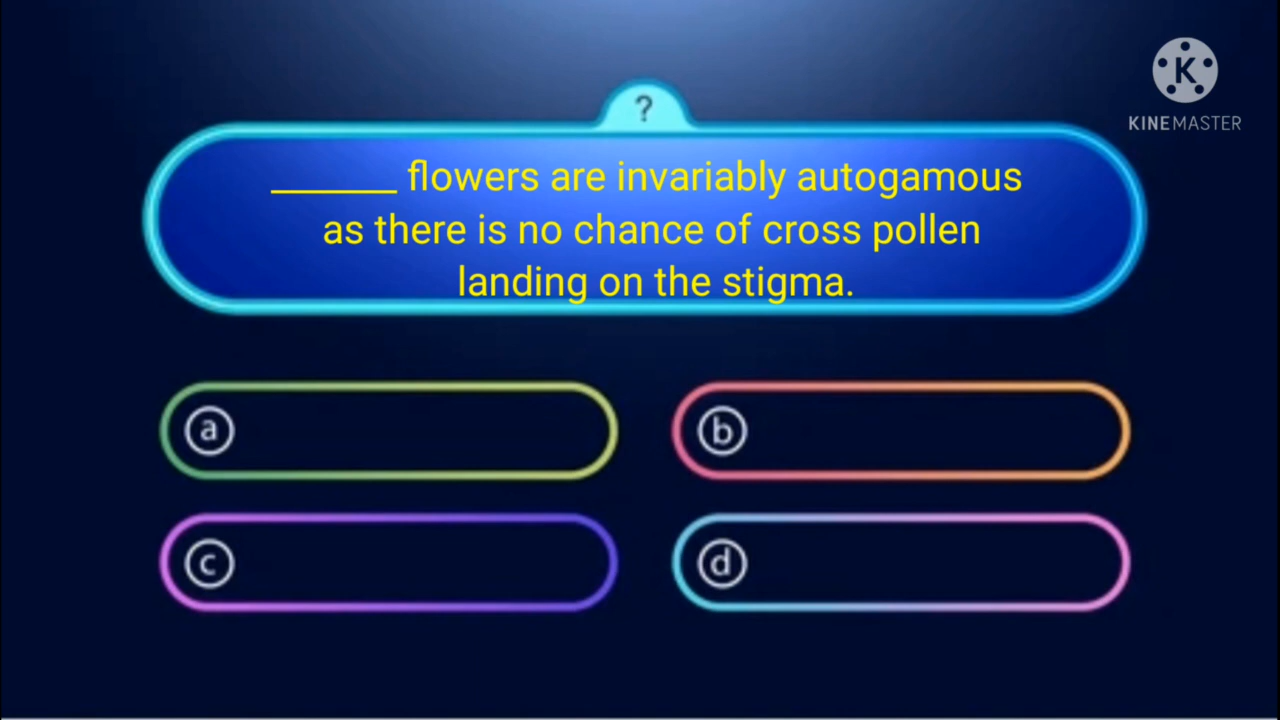 ?
_______ flowers are invariably autogamous
as there is no chance of cross pollen
landing on the stigma.
a
b
c
d
K
KINEMASTER